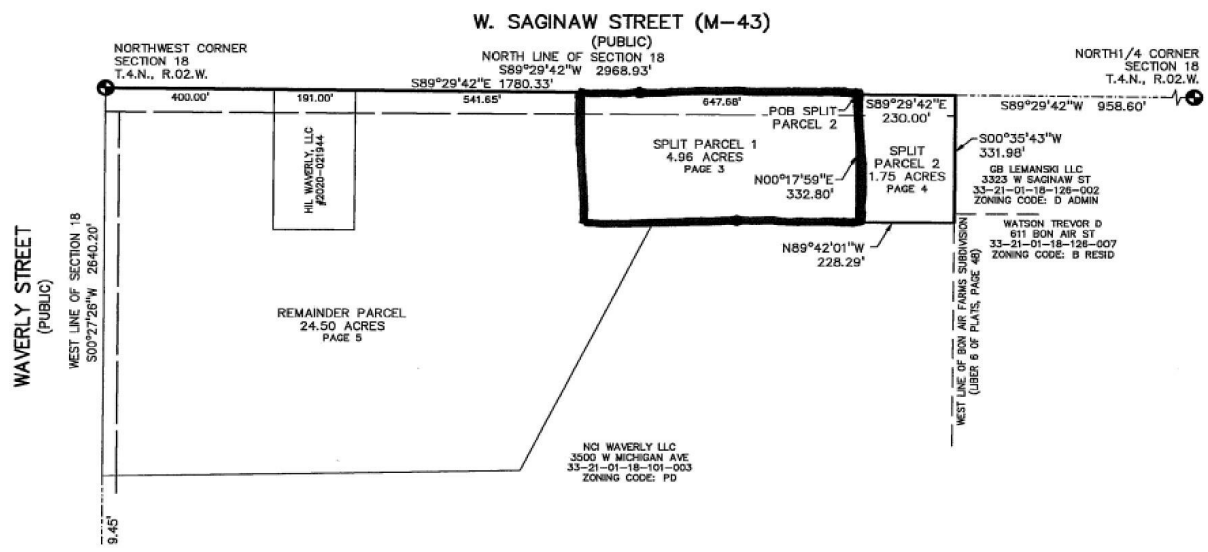 W. SAGINAW STREET (M-43)
(PUBLIC)
NORTHWEST CORNER
SECTION 18
T.4.N., R.02.W.
NORTH LINE OF SECTION 18
S89°29'42"W 2968.93'
S89°29'42"E 1780.33'
NORTH1/4 CORNER
SECTION 18
T.4.N., R.02.W.
400.00'
191.00'
541.65'
647.68'
POB SPLIT
PARCEL 2
S89°29'42"E
230.00'
S89°29'42"W 958.60'
HIL WAVERLY, LLC
#2020-021944
SPLIT PARCEL 1
4.96 ACRES
PAGE 3
N00°17'59"E
332.80'
SPLIT
PARCEL 2
1.75 ACRES
PAGE 4
S00°35'43"W
331.98'
GB LEMANSKI LLC
3323 W SAGINAW ST
33-21-01-18-126-002
ZONING CODE: D ADMIN
WATSON TREVOR D
611 BON AIR ST
33-21-01-18-126-007
ZONING CODE: B RESID
N89°42'01"W
228.29'
WAVERLY STREET
(PUBLIC)
WEST LINE OF SECTION 18
S00°27'26"W 2640.20'
REMAINDER PARCEL
24.50 ACRES
PAGE 5
WEST LINE OF BON AIR FARMS SUBDIVISION
(LIBER 6 OF PLATS, PAGE 48)
NCI WAVERLY LLC
3500 W MICHIGAN AVE
33-21-01-18-101-003
ZONING CODE: PD
9.45'